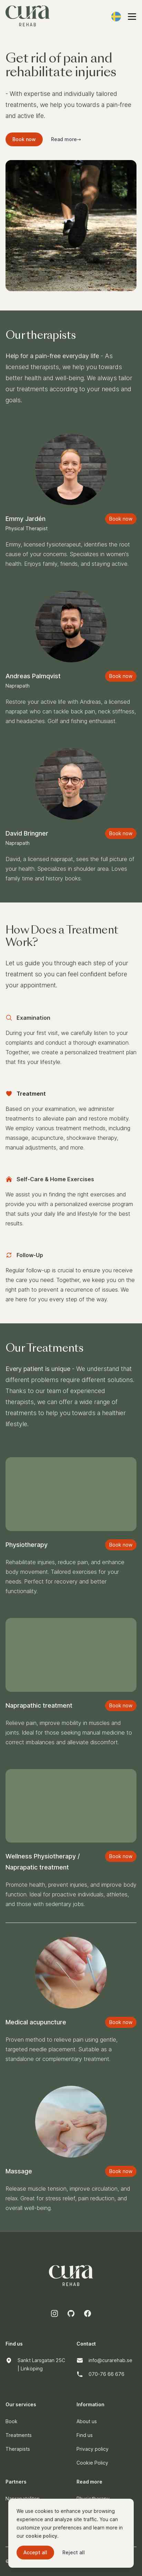 cura
REHAB
Get rid of pain and
rehabilitate injuries
- With expertise and individually tailored
treatments, we help you towards a pain-free
and active life.
Book now
Read more→
Our therapists
Help for a pain-free everyday life - As
licensed therapists, we help you towards
better health and well-being. We always tailor
our treatments according to your needs and
goals.
Emmy Jardén
Book now
Physical Therapist
Emmy, licensed fysioterapeut, identifies the root
cause of your concerns. Specializes in women's
health. Enjoys family, friends, and staying active.
Andreas Palmqvist
Book now
Naprapath
Restore your active life with Andreas, a licensed
naprapat who can tackle back pain, neck stiffness,
and headaches. Golf and fishing enthusiast.
David Bringner
Book now
Naprapath
David, a licensed naprapat, sees the full picture of
your health. Specialises in shoulder area. Loves
family time and history books.
How Does a Treatment
Work?
Let us guide you through each step of your
treatment so you can feel confident before
your appointment.
Examination
During your first visit, we carefully listen to your
complaints and conduct a thorough examination.
Together, we create a personalized treatment plan
that fits your lifestyle.
Treatment
Based on your examination, we administer
treatments to alleviate pain and restore mobility.
We employ various treatment methods, including
massage, acupuncture, shockwave therapy,
manual adjustments, and more.
Self-Care & Home Exercises
We assist you in finding the right exercises and
provide you with a personalized exercise program
that suits your daily life and lifestyle for the best
results.
Follow-Up
Regular follow-up is crucial to ensure you receive
the care you need. Together, we keep you on the
right path to prevent a recurrence of issues. We
are here for you every step of the way.
Our Treatments
Every patient is unique - We understand that
different problems require different solutions.
Thanks to our team of experienced
therapists, we can offer a wide range of
treatments to help you towards a healthier
lifestyle.
Physiotherapy
Book now
Rehabilitate injuries, reduce pain, and enhance
body movement. Tailored exercises for your
needs. Perfect for recovery and better
functionality.
Naprapathic treatment
Book now
Relieve pain, improve mobility in muscles and
joints. Ideal for those seeking manual medicine to
correct imbalances and alleviate discomfort.
Wellness Physiotherapy /
Naprapatic treatment
Book now
Promote health, prevent injuries, and improve body
function. Ideal for proactive individuals, athletes,
and those with sedentary jobs.
Medical acupuncture
Book now
Proven method to relieve pain using gentle,
targeted needle placement. Suitable as a
standalone or complementary treatment.
Massage
Book now
Release muscle tension, improve circulation, and
relax. Great for stress relief, pain reduction, and
overall well-being.
cura
REHAB
Find us
Contact
Sankt Larsgatan 25C
| Linköping
info@curarehab.se
070-76 66 676
Our services
Information
Book
About us
Treatments
Find us
Therapists
Privacy policy
Cookie Policy
Partners
Read more
We use cookies to enhance your browsing
experience and analyze site traffic. You can
customize your preferences and learn more in
our cookie policy.
Accept all
Reject all